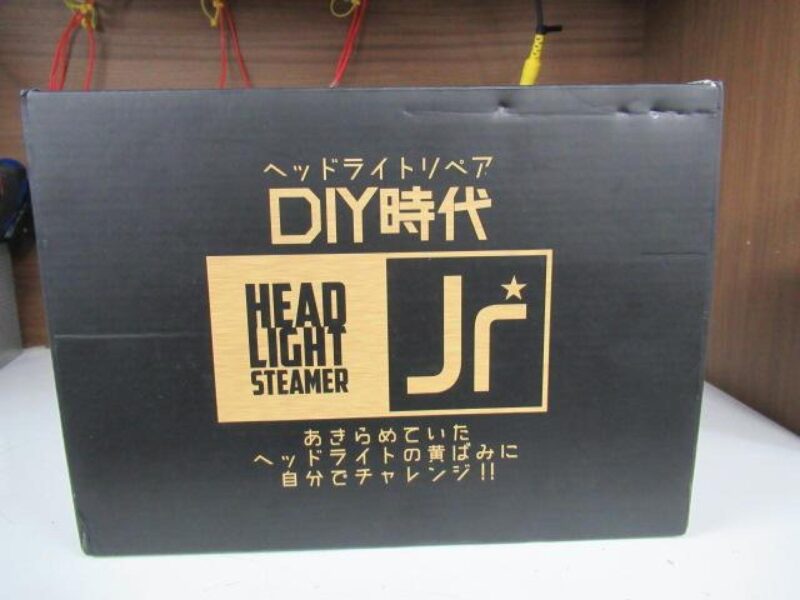 ヘッドライトリペア
DIY時代
HEAD
LIGHT
STEAMER
Jr
あきらめていた
ヘッドライトの黄ばみに
自分でチャレンジ!!